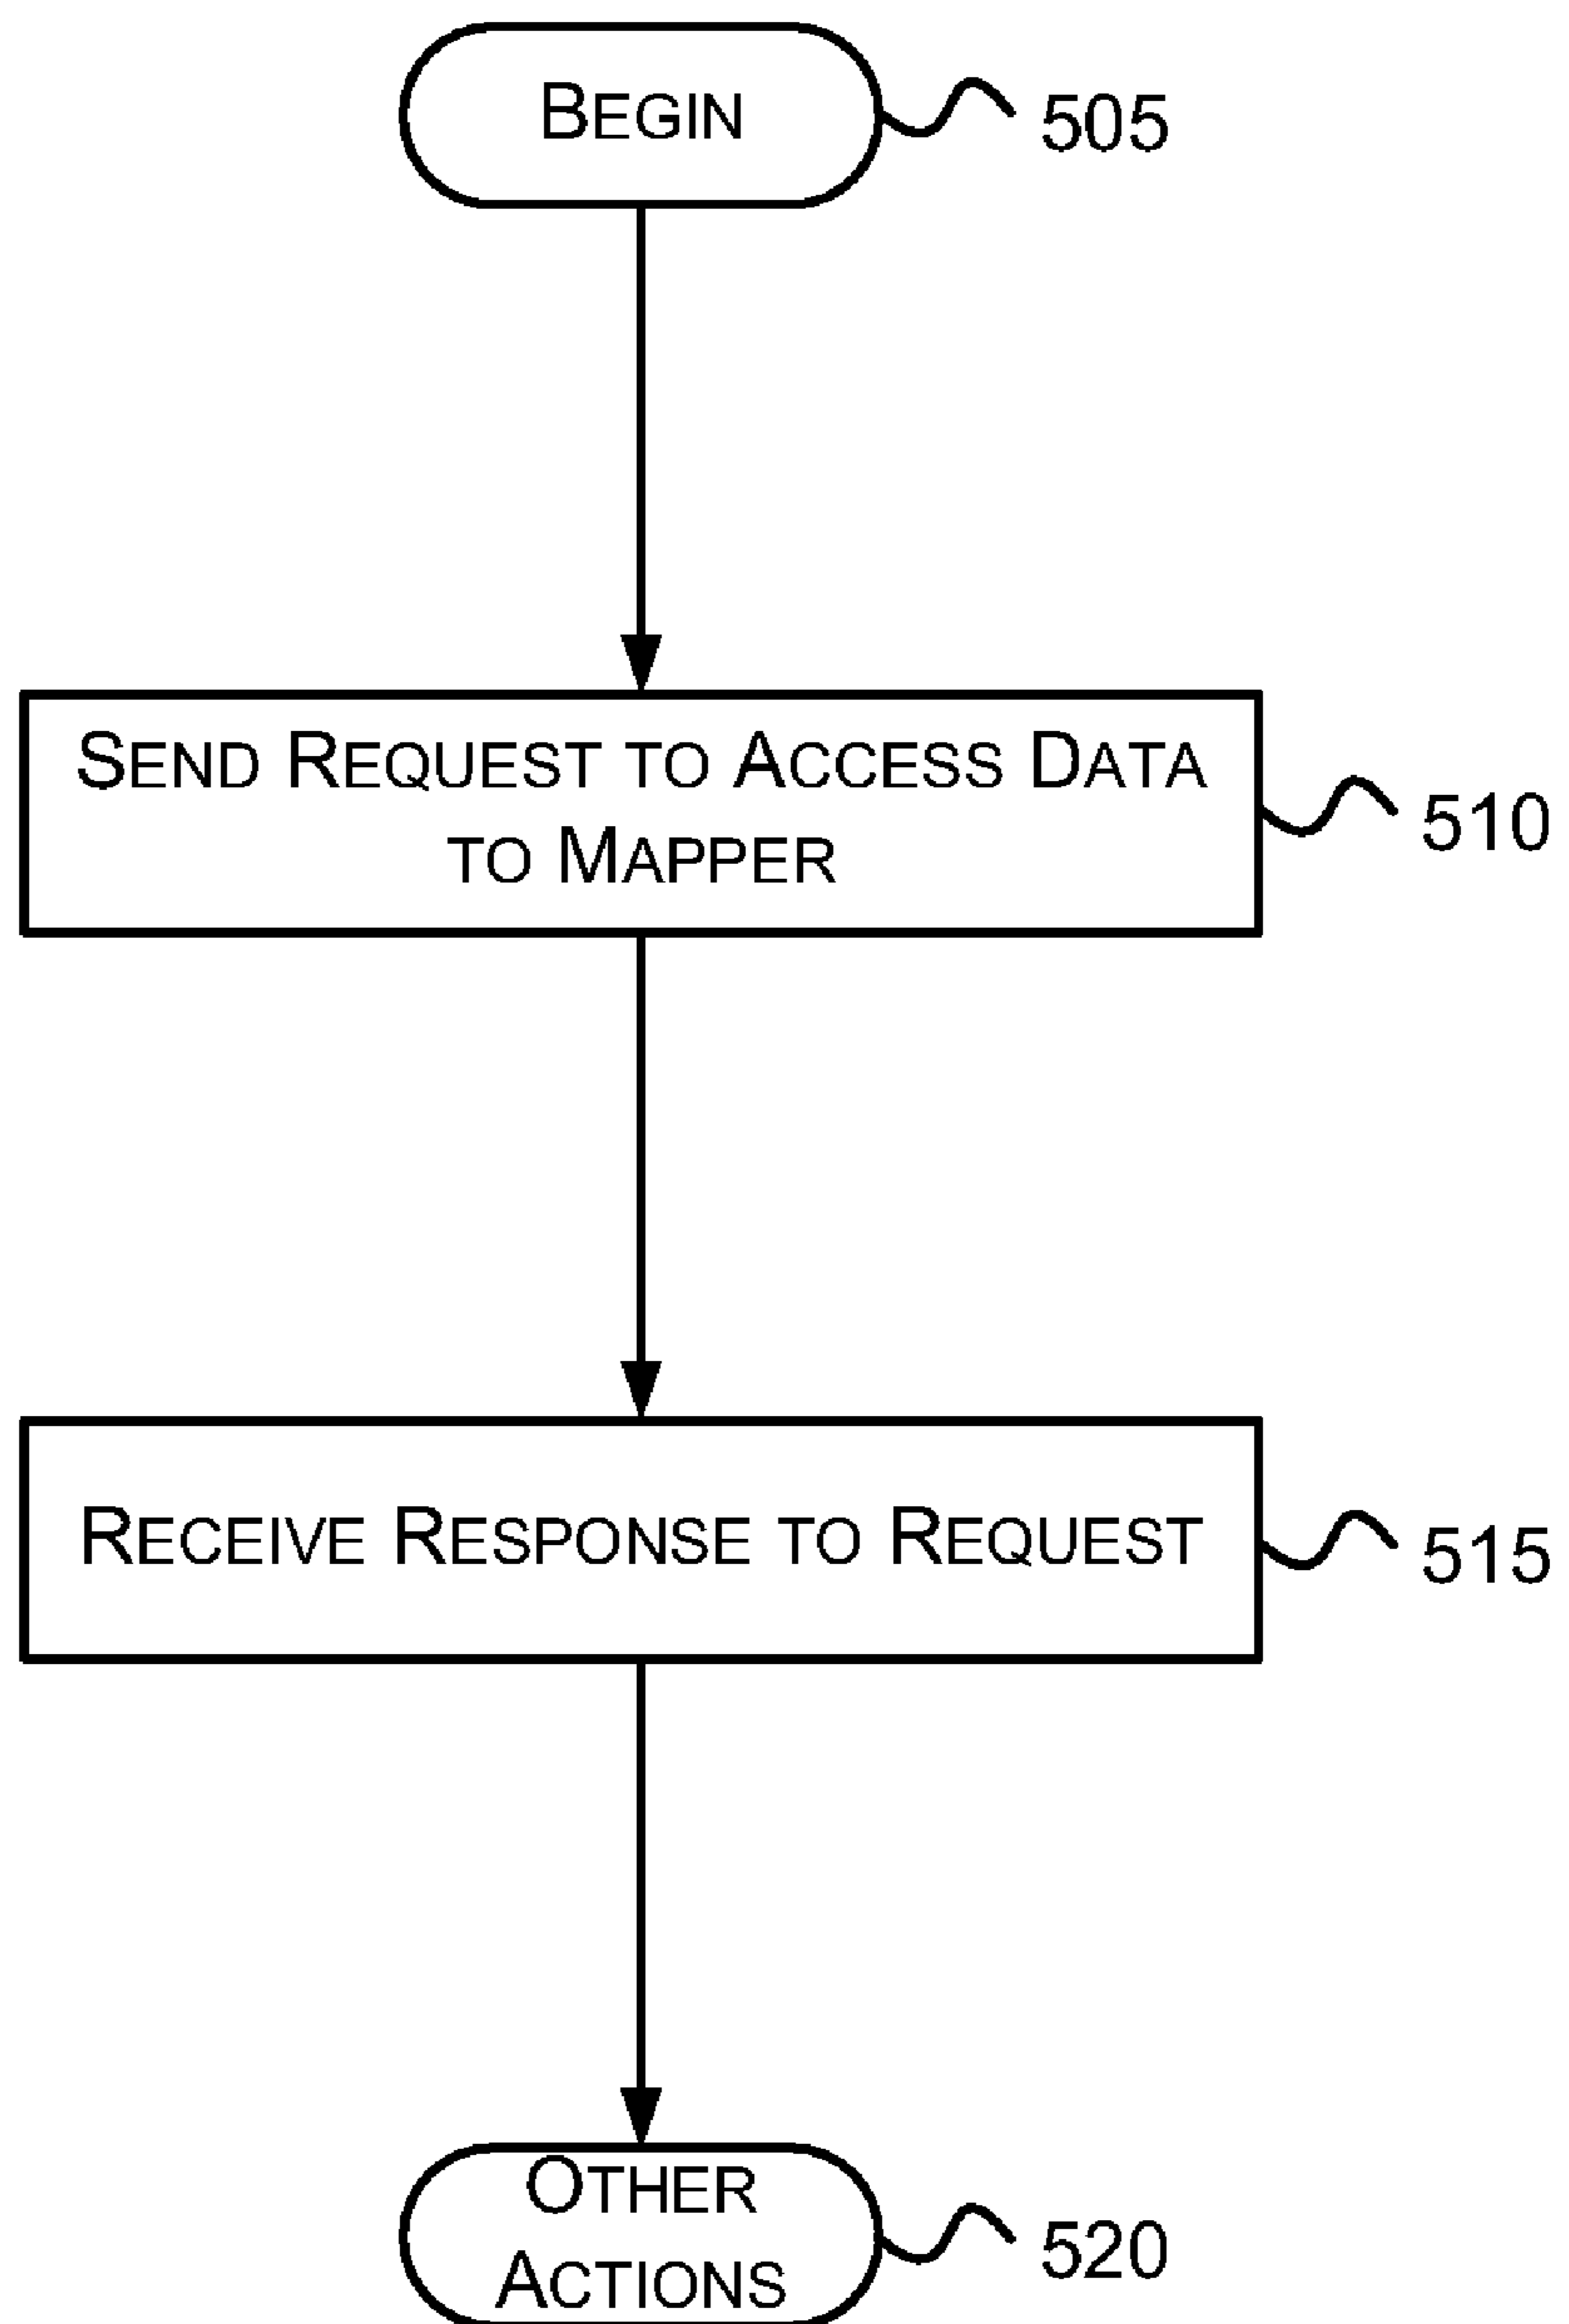 BEGIN
505
SEND REQUEST TO ACCESS DATA
TO MAPPER
510
RECEIVE RESPONSE TO REQUEST
515
OTHER
ACTIONS
520